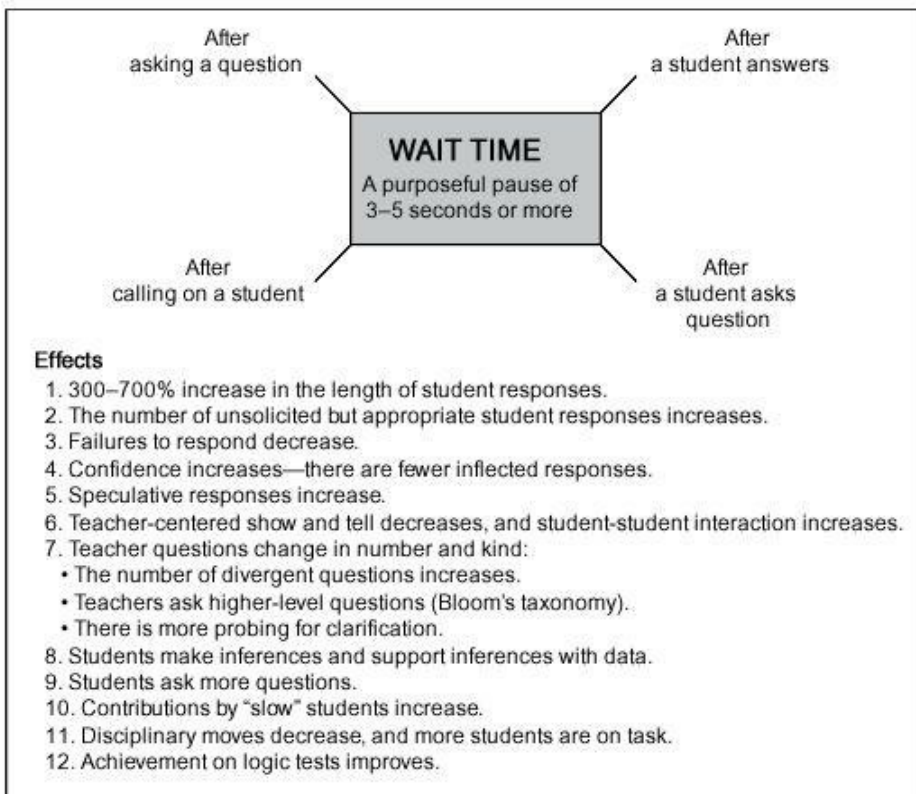 After
asking a question
After
a student answers
WAIT TIME
A purposeful pause of
3–5 seconds or more
After
calling on a student
After
a student asks
question
Effects
1. 300–700% increase in the length of student responses.
2. The number of unsolicited but appropriate student responses increases.
3. Failures to respond decrease.
4. Confidence increases—there are fewer inflected responses.
5. Speculative responses increase.
6. Teacher-centered show and tell decreases, and student-student interaction increases.
7. Teacher questions change in number and kind:
• The number of divergent questions increases.
• Teachers ask higher-level questions (Bloom's taxonomy).
• There is more probing for clarification.
8. Students make inferences and support inferences with data.
9. Students ask more questions.
10. Contributions by “slow” students increase.
11. Disciplinary moves decrease, and more students are on task.
12. Achievement on logic tests improves.